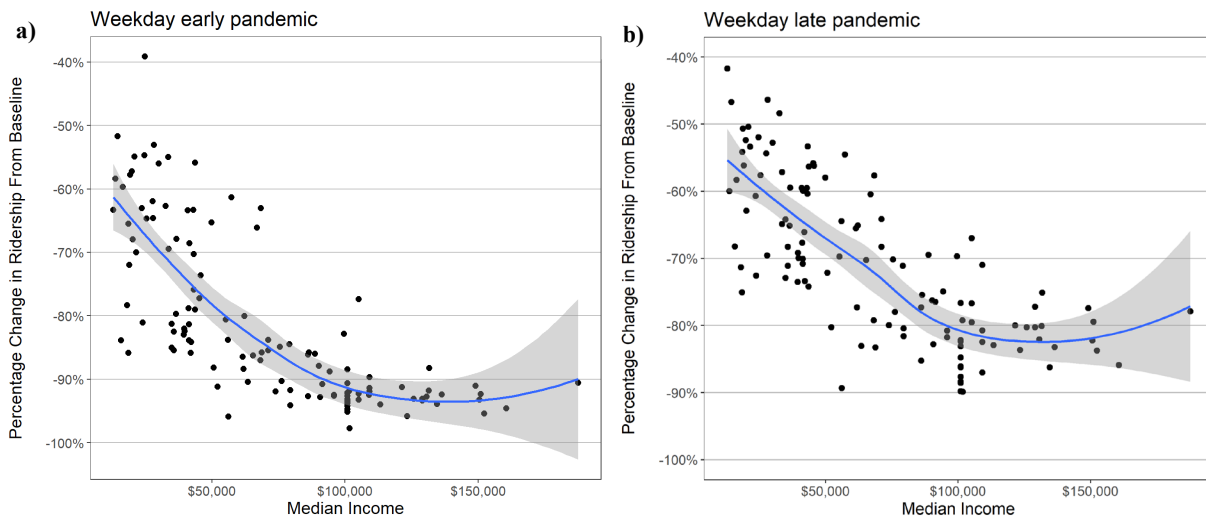 a)
Weekday early pandemic
Percentage Change in Ridership From Baseline
-40%
-50%
-60%
-70%
-80%
-90%
-100%
$50,000
$100,000
$150,000
Median Income
b)
Weekday late pandemic
Percentage Change in Ridership From Baseline
-40%
-50%
-60%
-70%
-80%
-90%
-100%
$50,000
$100,000
$150,000
Median Income